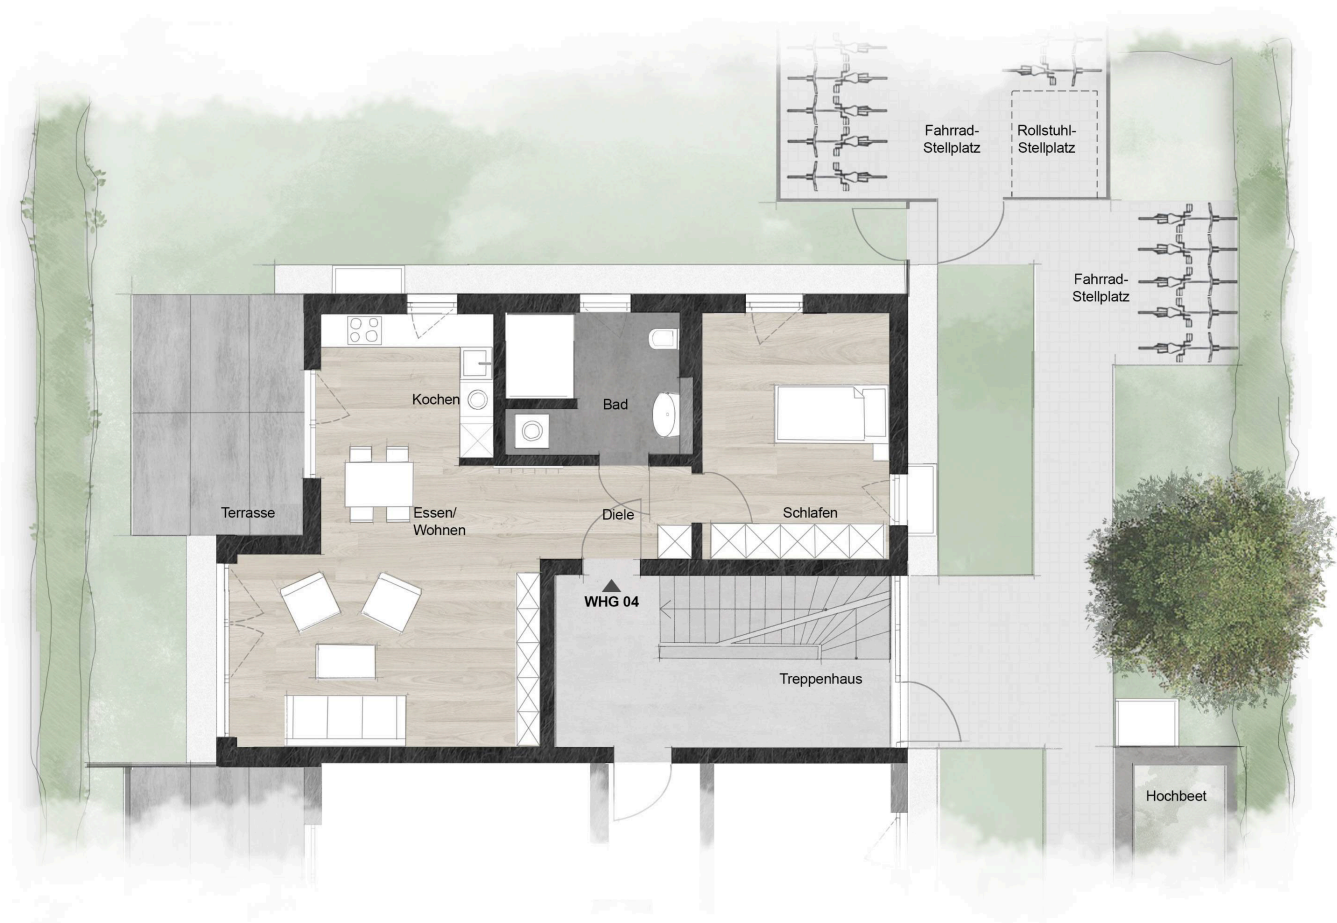 Fahrrad-
Stellplatz
Rollstuhl-
Stellplatz
Fahrrad-
Stellplatz
Kochen
Bad
Terrasse
Essen/
Wohnen
Diele
Schlafen
WHG 04
Treppenhaus
Hochbeet